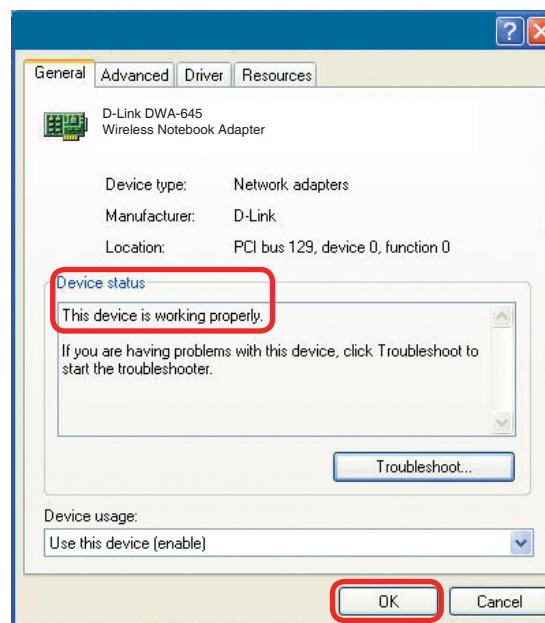 General Advanced Driver Resources
D-Link DWA-645
Wireless Notebook Adapter
Device type: Network adapters
Manufacturer: D-Link
Location: PCI bus 129, device 0, function 0
Device status
This device is working properly.
If you are having problems with this device, click Troubleshoot to
start the troubleshooter.
Troubleshoot...
Device usage:
Use this device (enable)
OK Cancel